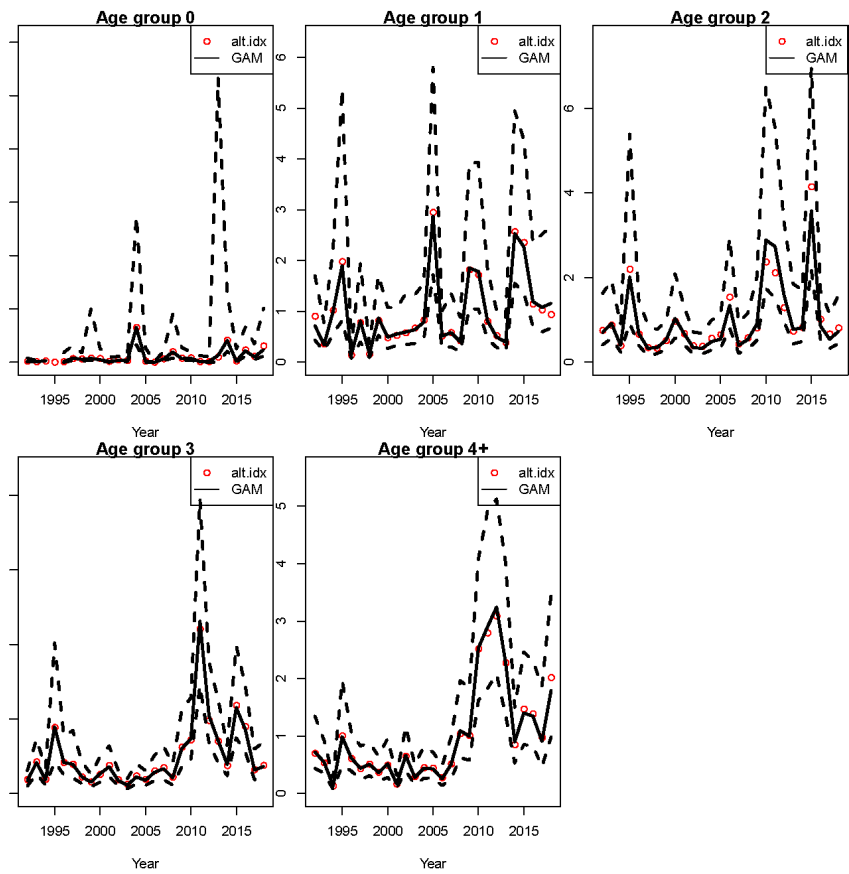 Age group 0
alt.idx
GAM
1995 2000 2005 2010 2015
Year
Age group 1
alt.idx
GAM
6
5
4
3
2
1
0
1995 2000 2005 2010 2015
Year
Age group 2
alt.idx
GAM
6
4
2
0
1995 2000 2005 2010 2015
Year
Age group 3
alt.idx
GAM
1995 2000 2005 2010 2015
Year
Age group 4+
alt.idx
GAM
5
4
3
2
1
0
1995 2000 2005 2010 2015
Year